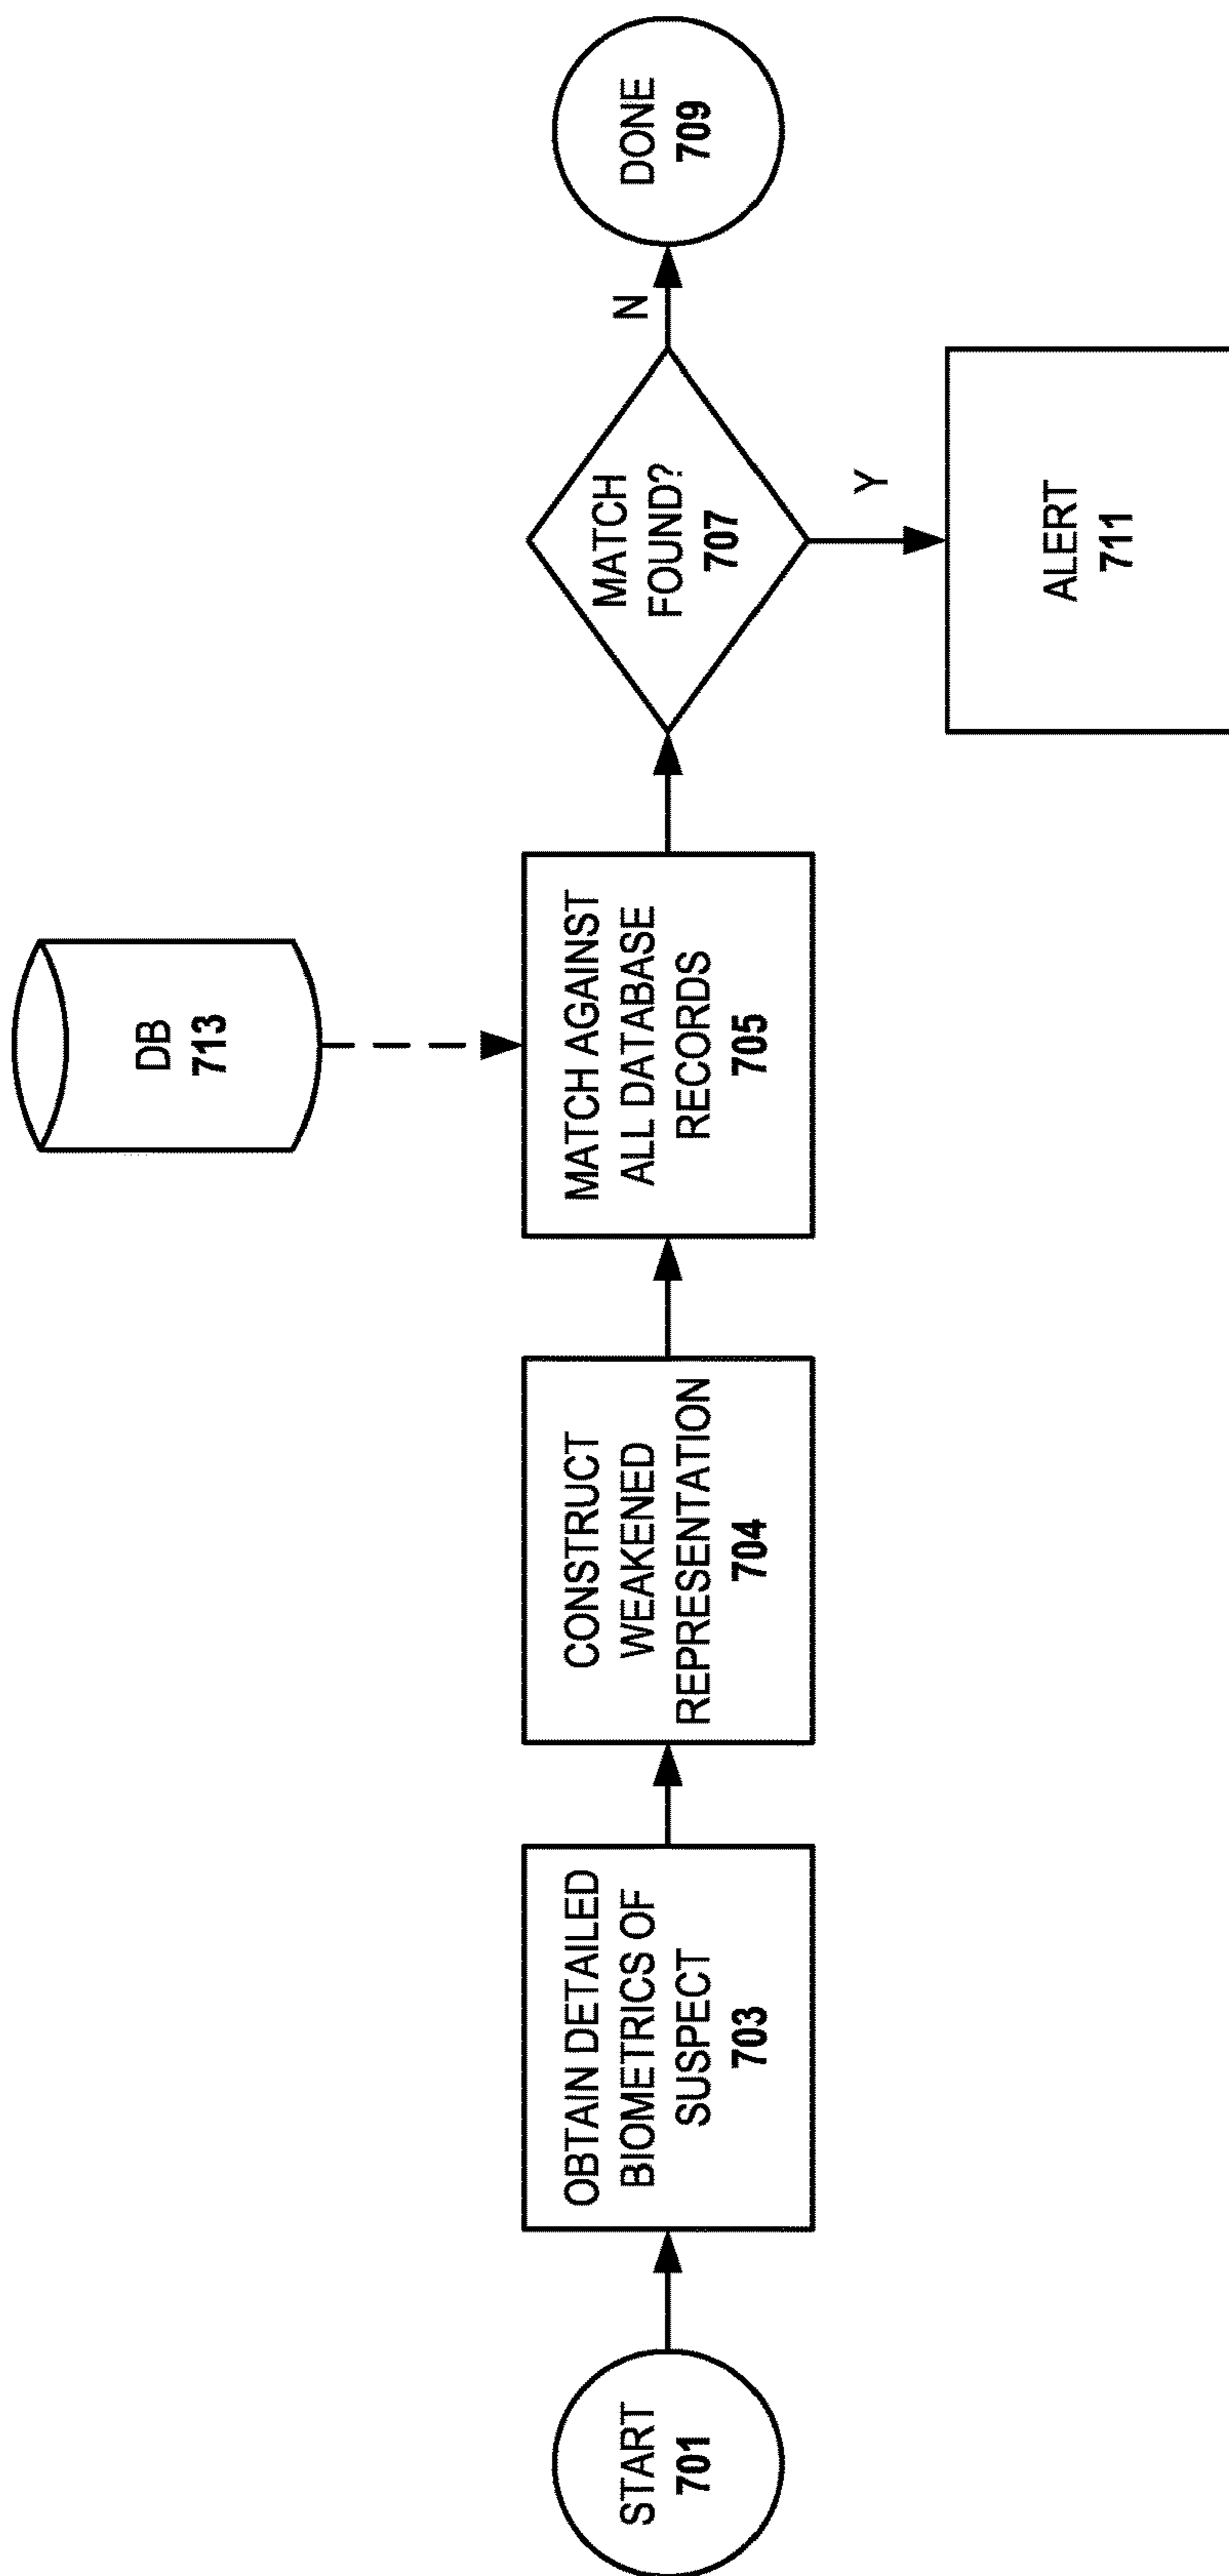 START
701
OBTAIN DETAILED
BIOMETRICS OF
SUSPECT
703
CONSTRUCT
WEAKENED
REPRESENTATION
704
DB
713
MATCH AGAINST
ALL DATABASE
RECORDS
705
MATCH
FOUND?
707
N
DONE
709
Y
ALERT
711